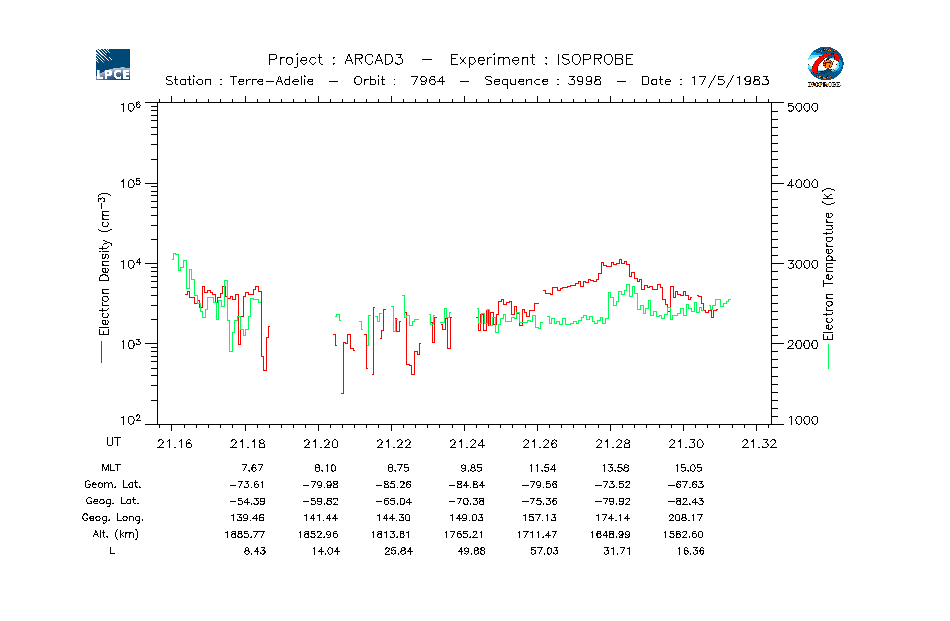 LPCE
Project : ARCAD3 — Experiment : ISOPROBE
Station : Terre-Adelie — Orbit : 7964 — Sequence : 3998 — Date : 17/5/1983
ISOPROBE
10^6 5000
10^5 4000
10^4 3000
10^3 2000
10^2 1000
Electron Density (cm^-3)
Electron Temperature (K)
UT 21.16 21.18 21.20 21.22 21.24 21.26 21.28 21.30 21.32
MLT 7.67 8.10 8.75 9.85 11.54 13.58 15.05
Geom. Lat. -73.61 -79.98 -85.26 -84.84 -79.56 -73.52 -67.63
Geog. Lat. -54.39 -59.82 -65.04 -70.38 -75.36 -79.92 -82.43
Geog. Long. 139.46 141.44 144.30 149.03 157.13 174.14 208.17
Alt. (km) 1885.77 1852.96 1813.81 1765.21 1711.47 1648.99 1582.60
L 8.43 14.04 25.84 49.88 57.03 31.71 16.36